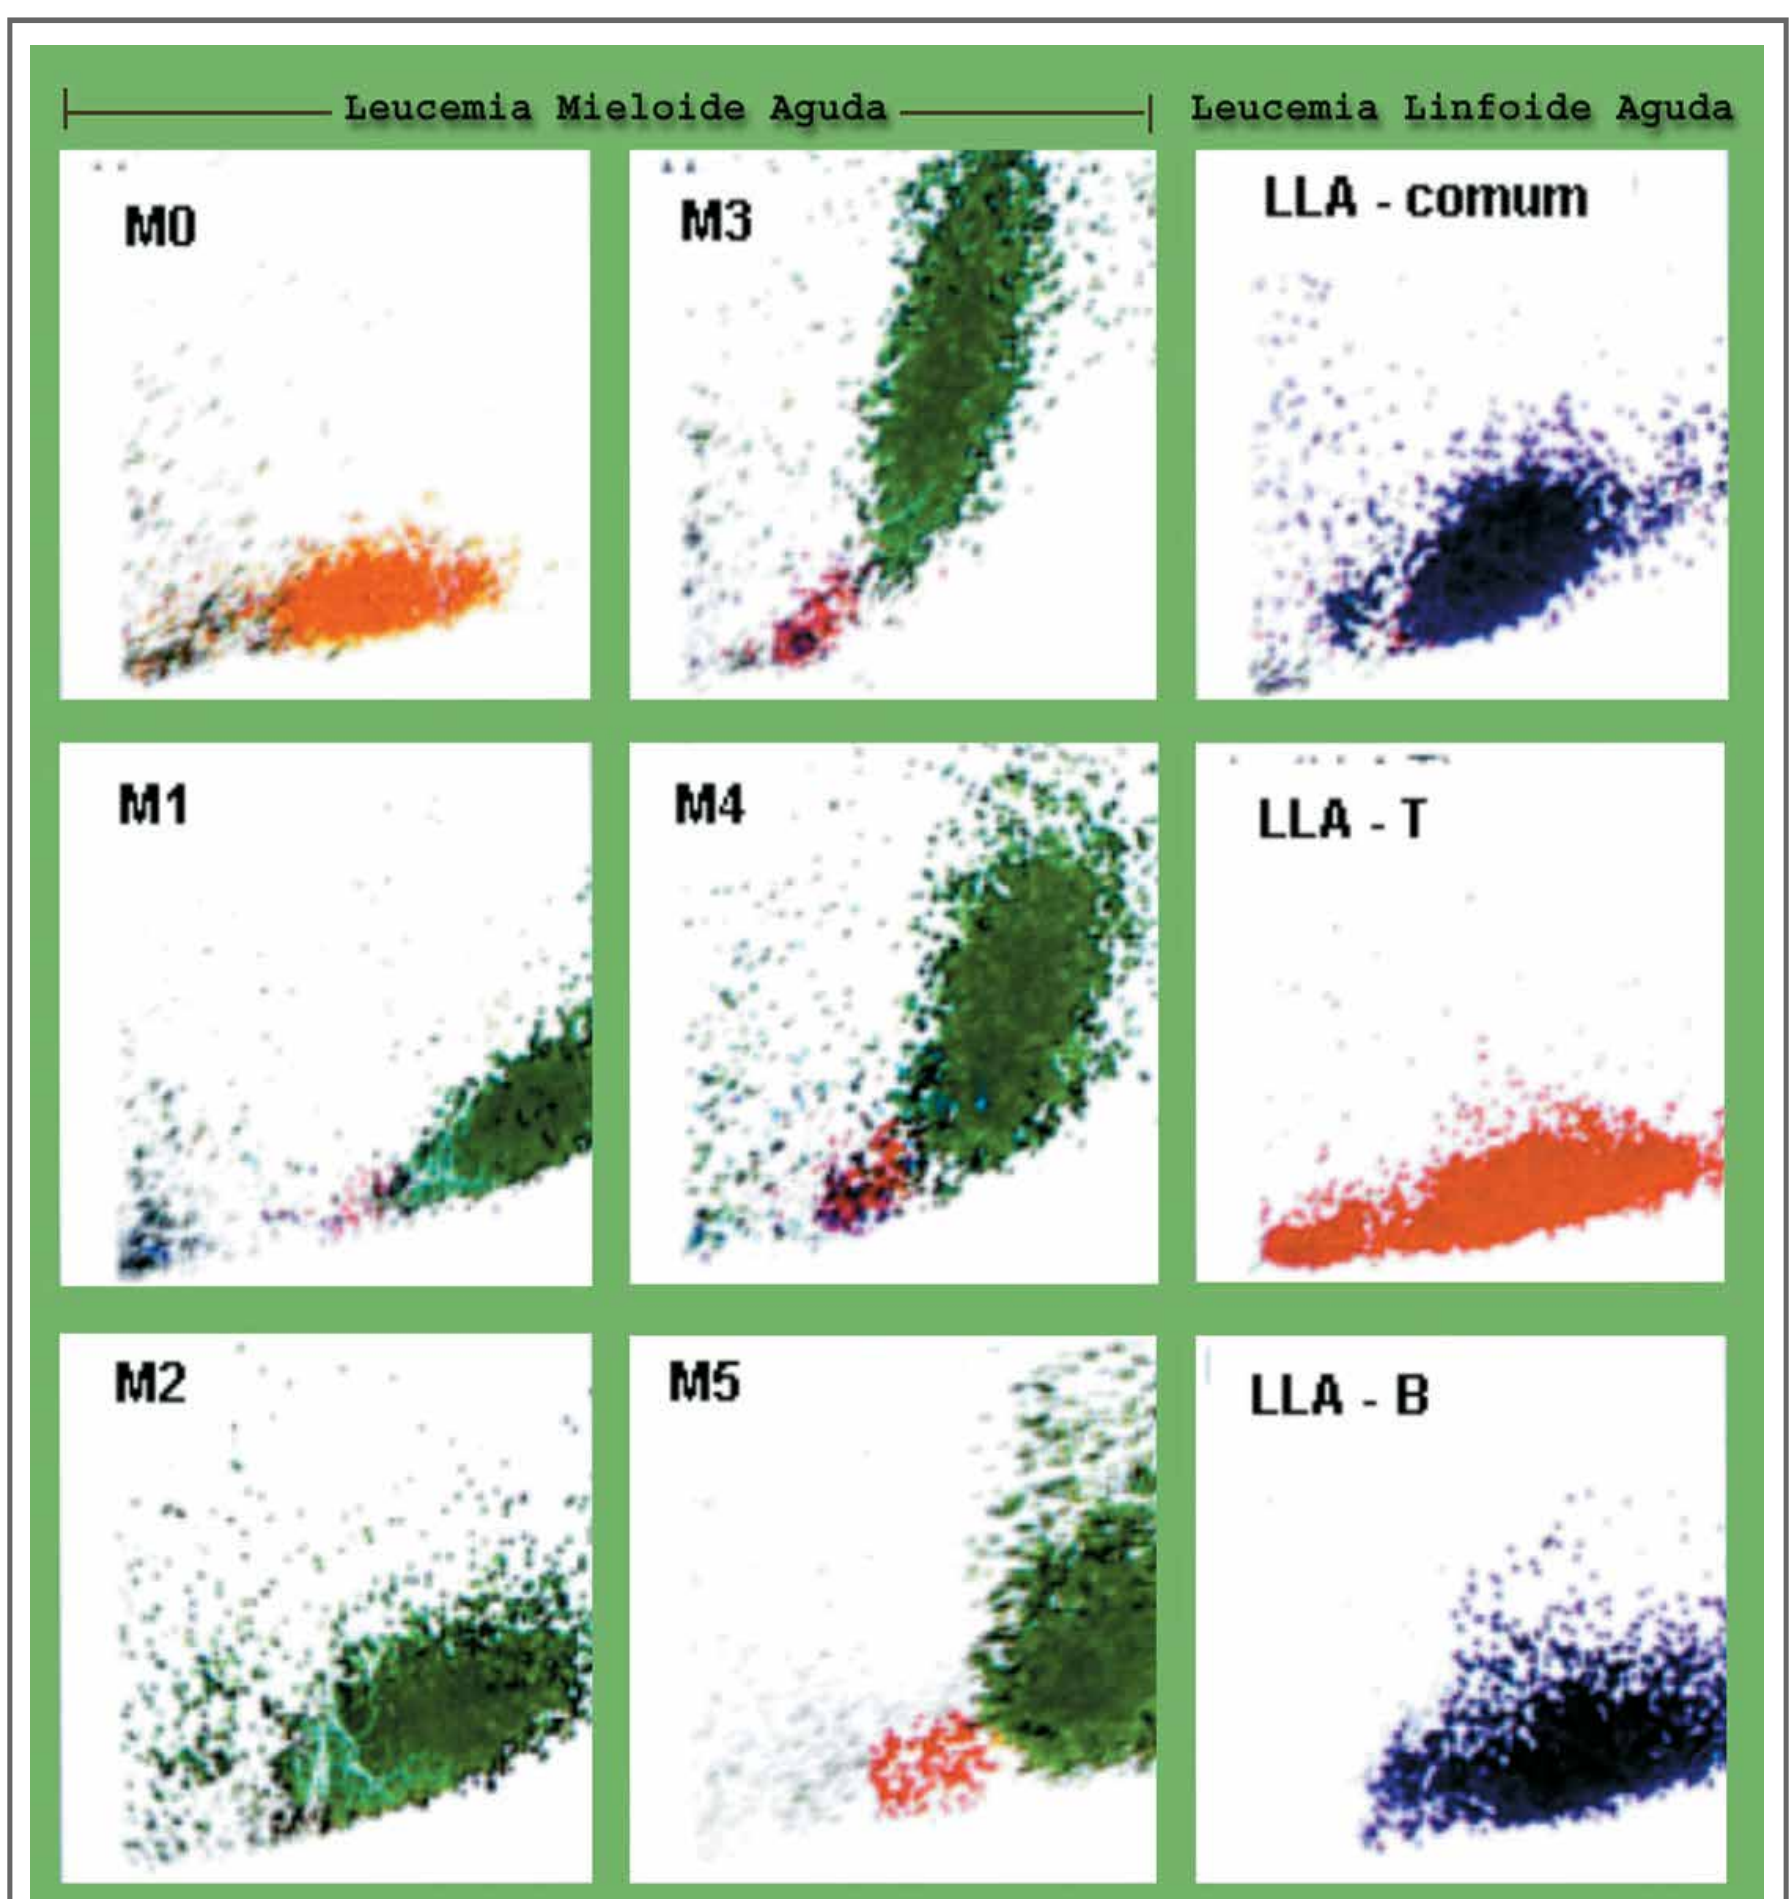 Leucemia Mieloide Aguda
Leucemia Linfoide Aguda
M0
M3
LLA - comum
M1
M4
LLA - T
M2
M5
LLA - B